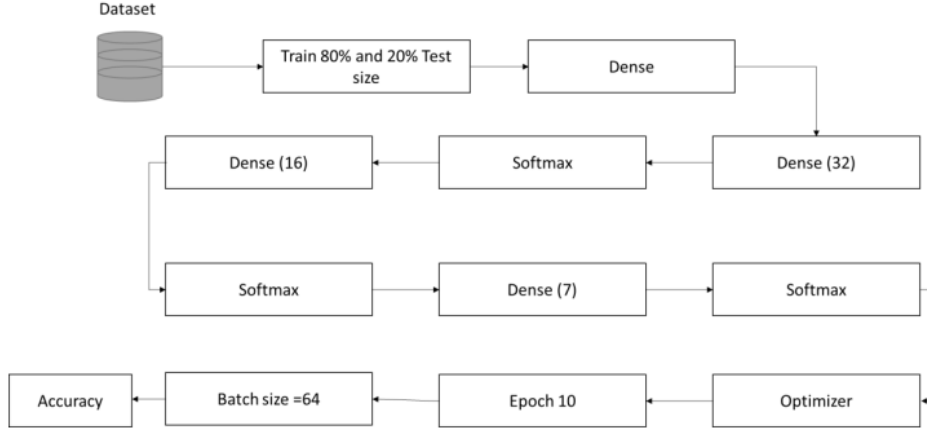 Dataset
Train 80% and 20% Test
size
Dense
Dense (32)
Softmax
Dense (16)
Softmax
Dense (7)
Softmax
Optimizer
Epoch 10
Batch size =64
Accuracy